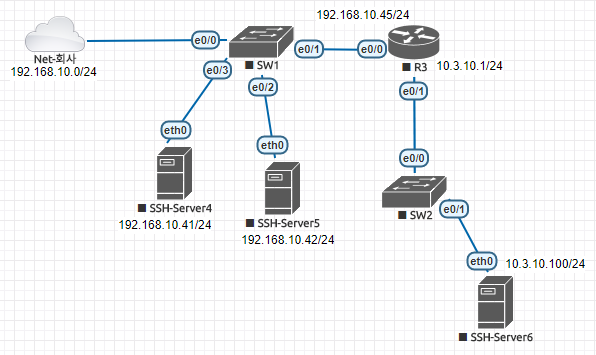 192.168.10.45/24
e0/0
e0/1
e0/0
Net-회사
SW1
R3
10.3.10.1/24
192.168.10.0/24
e0/3
e0/2
e0/1
eth0
eth0
e0/0
SSH-Server4
SW2
e0/1
192.168.10.41/24
SSH-Server5
192.168.10.42/24
eth0
10.3.10.100/24
SSH-Server6